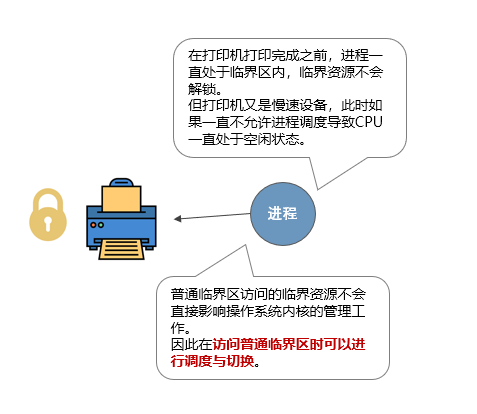 在打印机打印完成之前，进程一
直处于临界区内，临界资源不会
解锁。
但打印机又是慢速设备，此时如
果一直不允许进程调度导致CPU
一直处于空闲状态。
进程
普通临界区访问的临界资源不会
直接影响操作系统内核的管理工
作。
因此在访问普通临界区时可以进
行调度与切换。